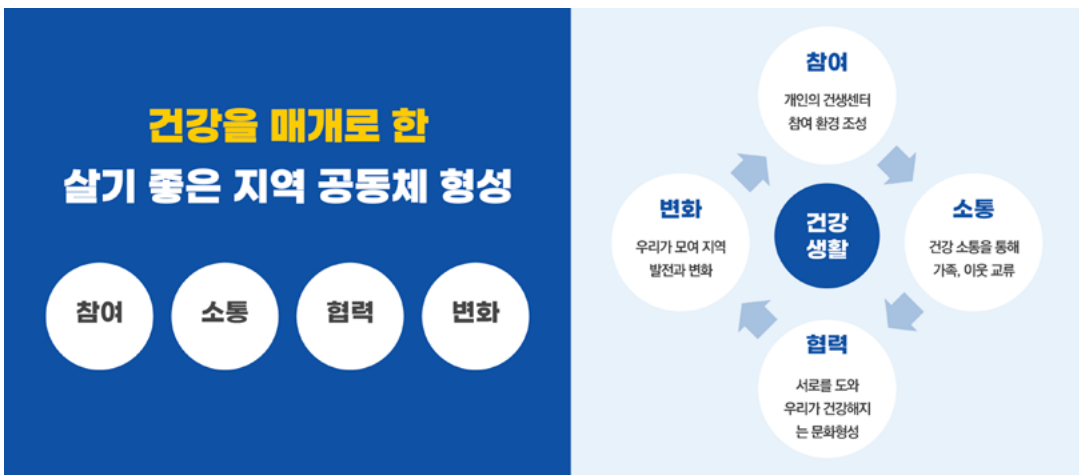 건강을 매개로 한
살기 좋은 지역 공동체 형성
참여
소통
협력
변화
참여
개인의 건생센터
참여 환경 조성
소통
건강 소통을 통해
가족, 이웃 교류
협력
서로를 도와
우리가 건강해지
는 문화형성
변화
우리가 모여 지역
발전과 변화
건강
생활